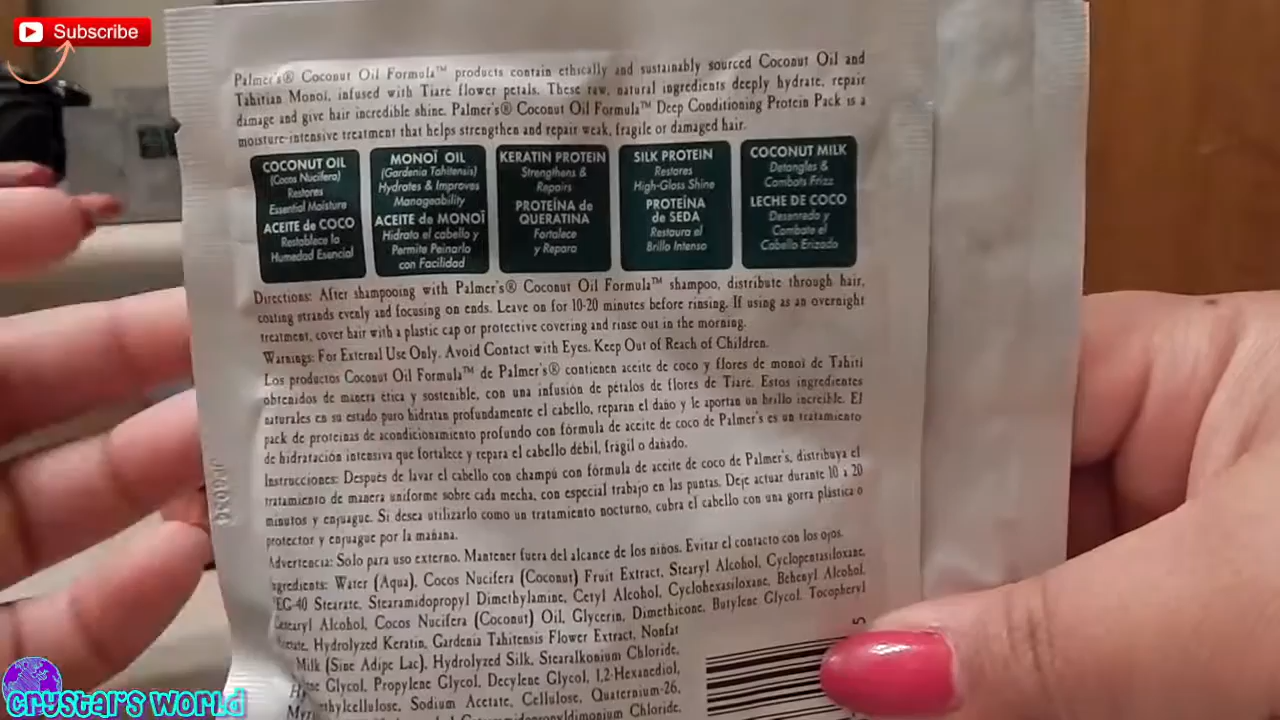 Subscribe
Palmer's® Coconut Oil Formula™ products contain ethically and sustainably sourced Coconut Oil and
Tahitian Monoï, infused with Tiare flower petals. These raw, natural ingredients deeply hydrate, repair
damage and give hair incredible shine. Palmer's® Coconut Oil Formula™ Deep Conditioning Protein Pack is a
moisture-intensive treatment that helps strengthen and repair weak, fragile or damaged hair.
COCONUT OIL
(Cocos Nucifera)
Restores
Essential Moisture
ACEITE de COCO
Restablece la
Humedad Esencial
MONOÏ OIL
(Gardenia Tahitensis)
Hydrates & Improves
Manageability
ACEITE de MONOÏ
Hidrata el cabello y
Permite Peinarlo
con Facilidad
KERATIN PROTEIN
Strengthens &
Repairs
PROTEÍNA de
QUERATINA
Fortalece
y Repara
SILK PROTEIN
Restores
High-Gloss Shine
PROTEÍNA
de SEDA
Restaura el
Brillo Intenso
COCONUT MILK
Detangles &
Combats Frizz
LECHE DE COCO
Desenreda y
Combate el
Cabello Erizado
Directions: After shampooing with Palmer's® Coconut Oil Formula™ shampoo, distribute through hair,
coating strands evenly and focusing on ends. Leave on for 10-20 minutes before rinsing. If using as an overnight
treatment, cover hair with a plastic cap or protective covering and rinse out in the morning.
Warnings: For External Use Only. Avoid Contact with Eyes. Keep Out of Reach of Children.
Los productos Coconut Oil Formula™ de Palmer's® contienen aceite de coco y flores de monoi de Tahiti
obtenidos de manera ética y sostenible, con una infusión de pétalos de flores de Tiare. Estos ingredientes
naturales en su estado puro hidratan profundamente el cabello, reparan el daño y le aportan un brillo increíble. El
pack de proteínas de acondicionamiento profundo con fórmula de aceite de coco de Palmer's es un tratamiento
de hidratación intensiva que fortalece y repara el cabello débil, frágil o dañado.
Instrucciones: Después de lavar el cabello con champú con fórmula de aceite de coco de Palmer's, distribuya el
tratamiento de manera uniforme sobre cada mecha, con especial trabajo en las puntas. Deje actuar durante 10 a 20
minutos y enjuague. Si desea utilizarlo como un tratamiento nocturno, cubra el cabello con una gorra plástica o
protector y enjuague por la mañana.
Advertencia: Solo para uso externo. Mantener fuera del alcance de los niños. Evitar el contacto con los ojos.
ngredients: Water (Aqua), Cocos Nucifera (Coconut) Fruit Extract, Stearyl Alcohol, Cyclopentasiloxane,
EG-40 Stearate, Stearamidopropyl Dimethylamine, Cetyl Alcohol, Cyclohexasiloxane, Behenyl Alcohol,
Cetearyl Alcohol, Cocos Nucifera (Coconut) Oil, Glycerin, Dimethicone, Butylene Glycol, Tocopheryl
Hydrolyzed Keratin, Gardenia Tahitensis Flower Extract, Nonfat
Milk (Sine Adipe Lac), Hydrolyzed Silk, Stearalkonium Chloride,
Glycol, Propylene Glycol, Decylene Glycol, 1,2-Hexanediol,
Sodium Acetate, Cellulose, Quaternium-26,
Chloride,
5
Crystar's World